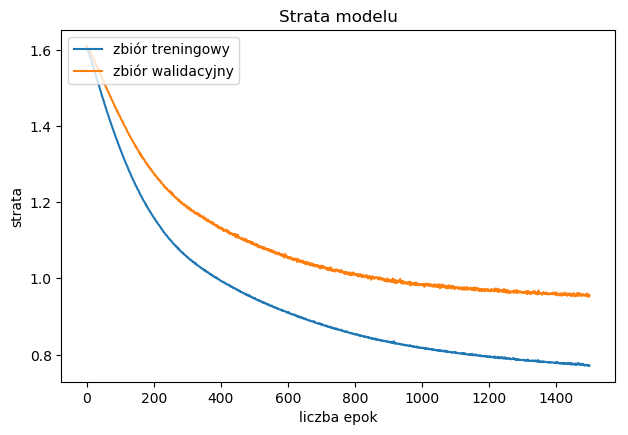 Strata modelu
zbiór treningowy
zbiór walidacyjny
strata
1.6
1.4
1.2
1.0
0.8
0 200 400 600 800 1000 1200 1400
liczba epok